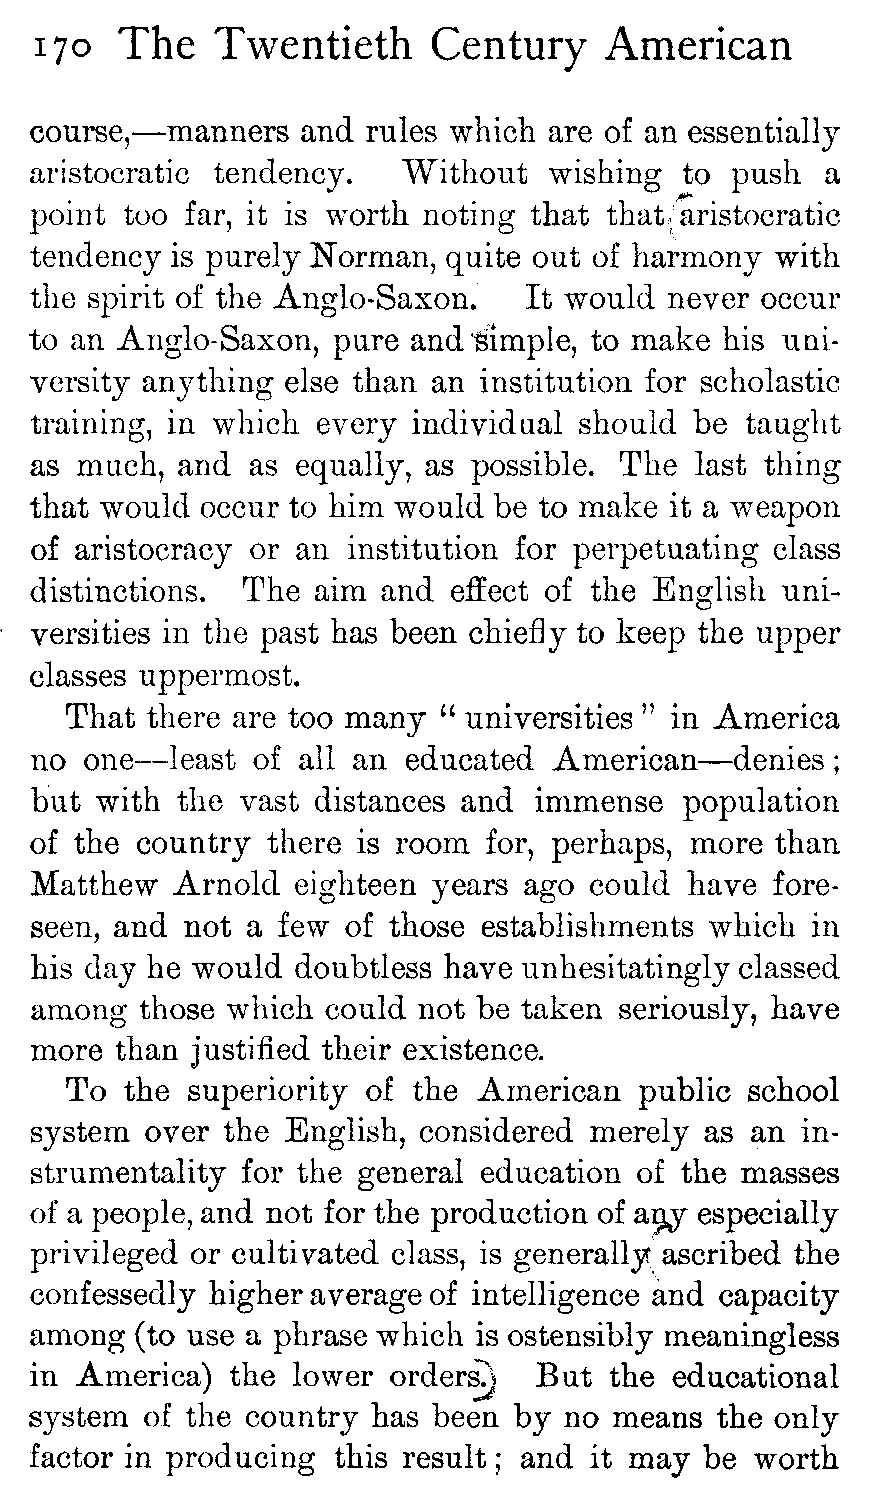 170 The Twentieth Century American
course,—manners and rules which are of an essentially
aristocratic tendency. Without wishing to push a
point too far, it is worth noting that that aristocratic
tendency is purely Norman, quite out of harmony with
the spirit of the Anglo-Saxon. It would never occur
to an Anglo-Saxon, pure and simple, to make his uni-
versity anything else than an institution for scholastic
training, in which every individual should be taught
as much, and as equally, as possible. The last thing
that would occur to him would be to make it a weapon
of aristocracy or an institution for perpetuating class
distinctions. The aim and effect of the English uni-
versities in the past has been chiefly to keep the upper
classes uppermost.
That there are too many “ universities ” in America
no one—least of all an educated American—denies ;
but with the vast distances and immense population
of the country there is room for, perhaps, more than
Matthew Arnold eighteen years ago could have fore-
seen, and not a few of those establishments which in
his day he would doubtless have unhesitatingly classed
among those which could not be taken seriously, have
more than justified their existence.
To the superiority of the American public school
system over the English, considered merely as an in-
strumentality for the general education of the masses
of a people, and not for the production of any especially
privileged or cultivated class, is generally ascribed the
confessedly higher average of intelligence and capacity
among (to use a phrase which is ostensibly meaningless
in America) the lower orders. But the educational
system of the country has been by no means the only
factor in producing this result ; and it may be worth